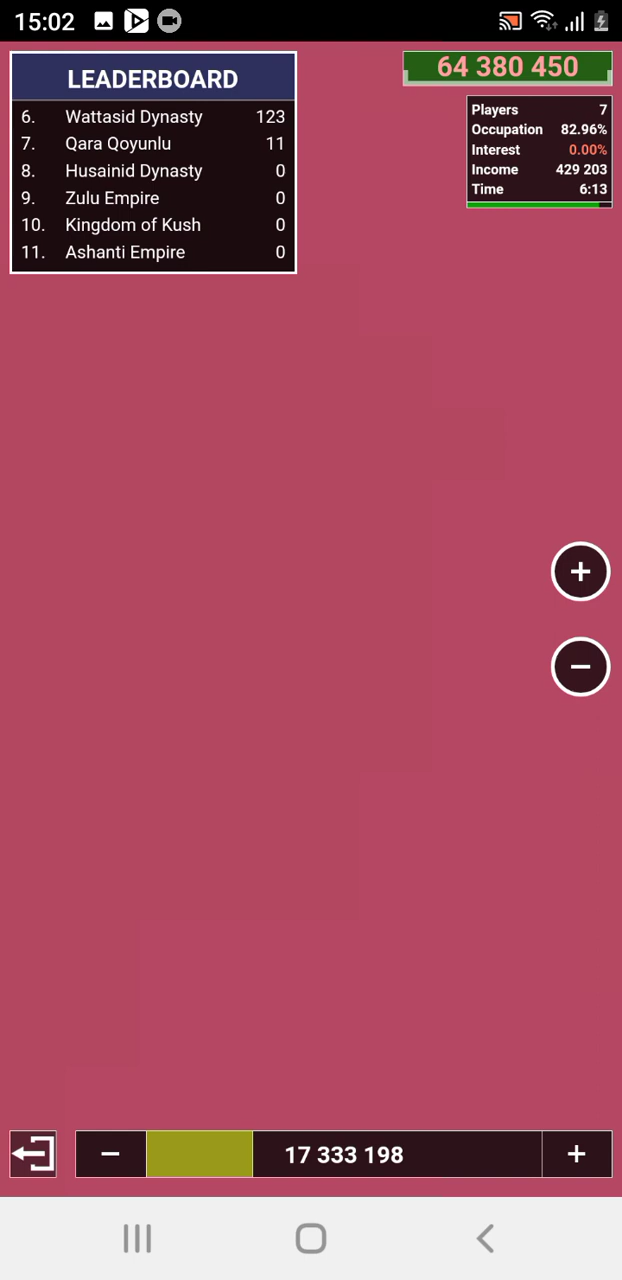 15:02
LEADERBOARD
6. Wattasid Dynasty 123
7. Qara Qoyunlu 11
8. Husainid Dynasty 0
9. Zulu Empire 0
10. Kingdom of Kush 0
11. Ashanti Empire 0
64 380 450
Players 7
Occupation 82.96%
Interest 0.00%
Income 429 203
Time 6:13
+
−
− 17 333 198 +